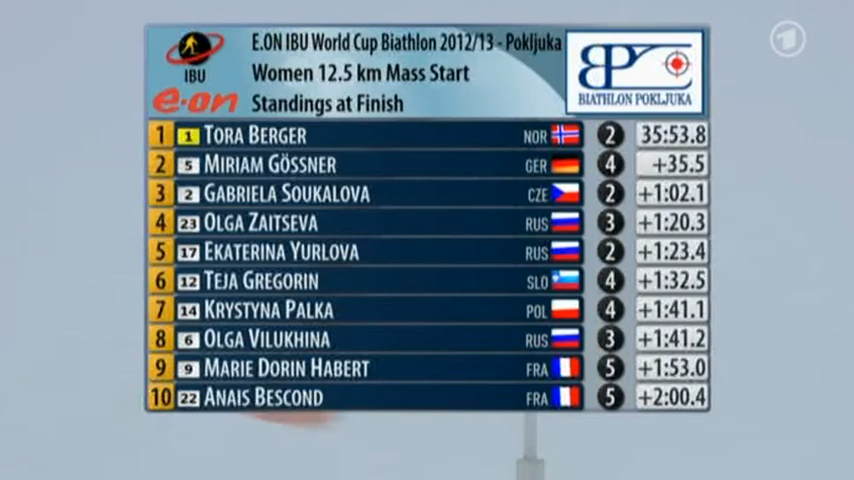 E.ON IBU World Cup Biathlon 2012/13 - Pokljuka
Women 12.5 km Mass Start
Standings at Finish
IBU
e·on
BP
BIATHLON POKLJUKA
1
1 1 TORA BERGER NOR 2 35:53.8
2 5 MIRIAM GÖSSNER GER 4 +35.5
3 2 GABRIELA SOUKALOVA CZE 2 +1:02.1
4 23 OLGA ZAITSEVA RUS 3 +1:20.3
5 17 EKATERINA YURLOVA RUS 2 +1:23.4
6 12 TEJA GREGORIN SLO 4 +1:32.5
7 14 KRYSTYNA PALKA POL 4 +1:41.1
8 6 OLGA VILUKHINA RUS 3 +1:41.2
9 9 MARIE DORIN HABERT FRA 5 +1:53.0
10 22 ANAIS BESCOND FRA 5 +2:00.4